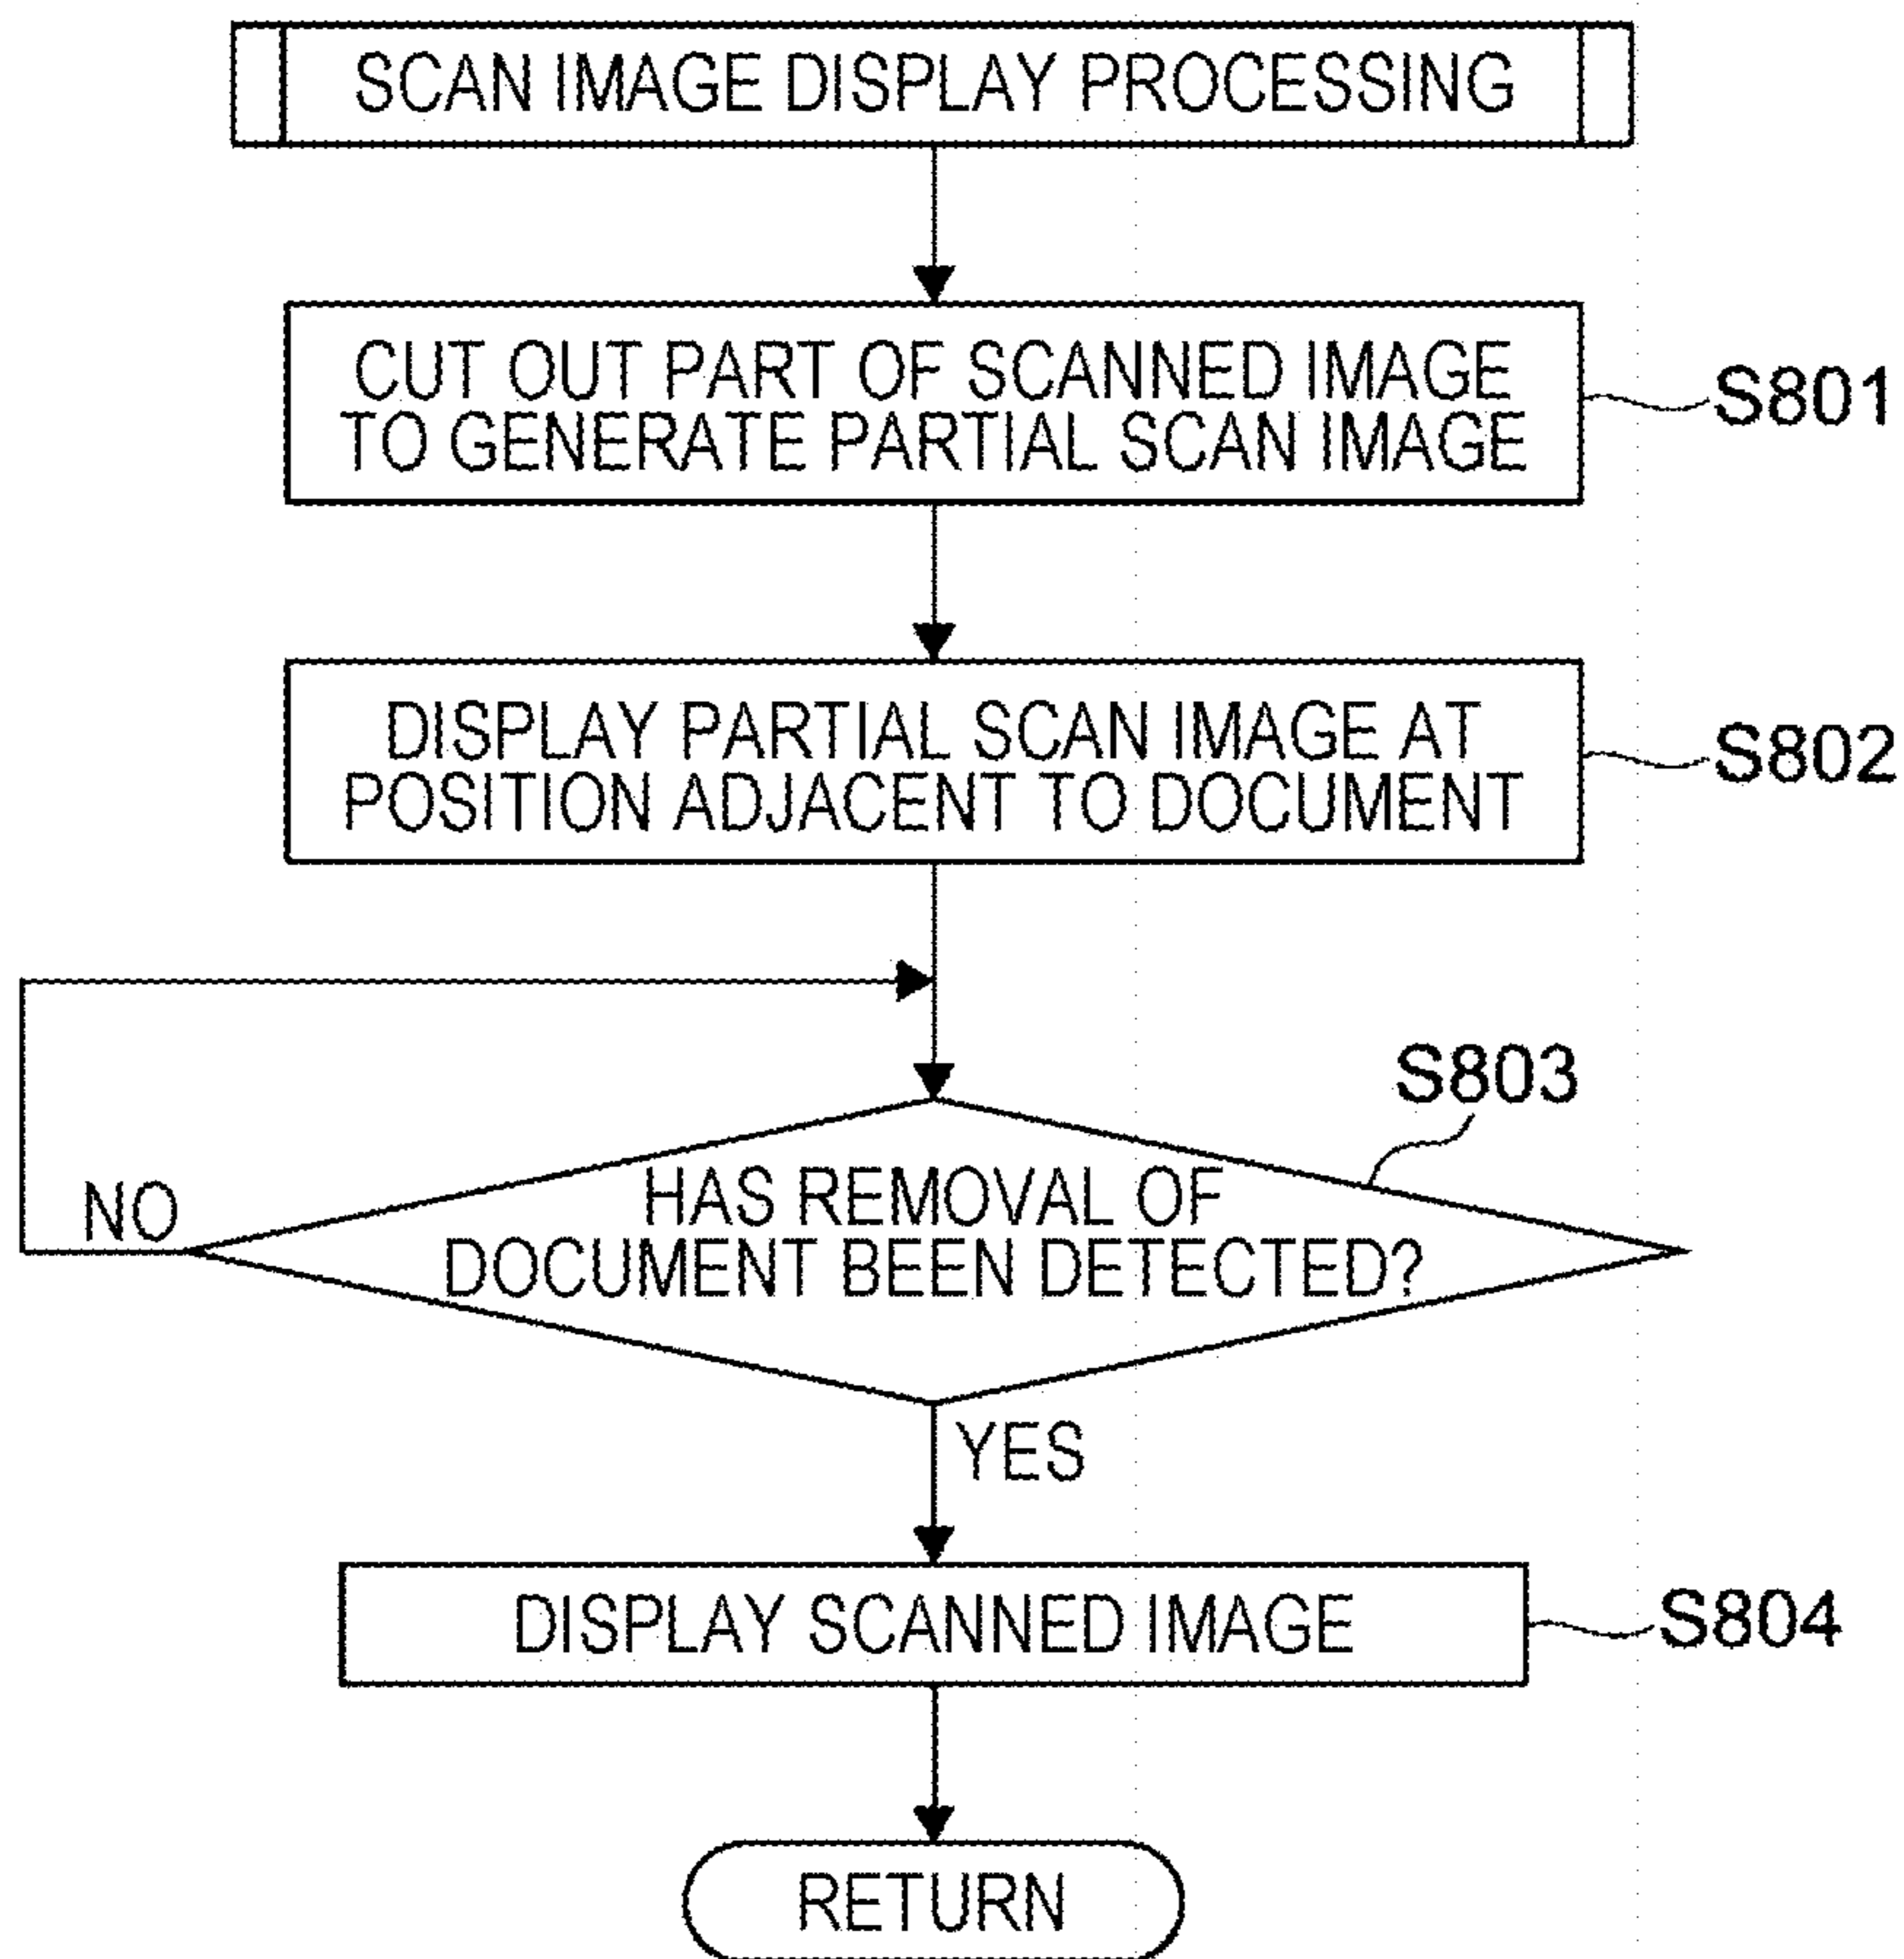 SCAN IMAGE DISPLAY PROCESSING
CUT OUT PART OF SCANNED IMAGE
TO GENERATE PARTIAL SCAN IMAGE
S801
DISPLAY PARTIAL SCAN IMAGE AT
POSITION ADJACENT TO DOCUMENT
S802
S803
HAS REMOVAL OF
DOCUMENT BEEN DETECTED?
NO
YES
DISPLAY SCANNED IMAGE
S804
RETURN